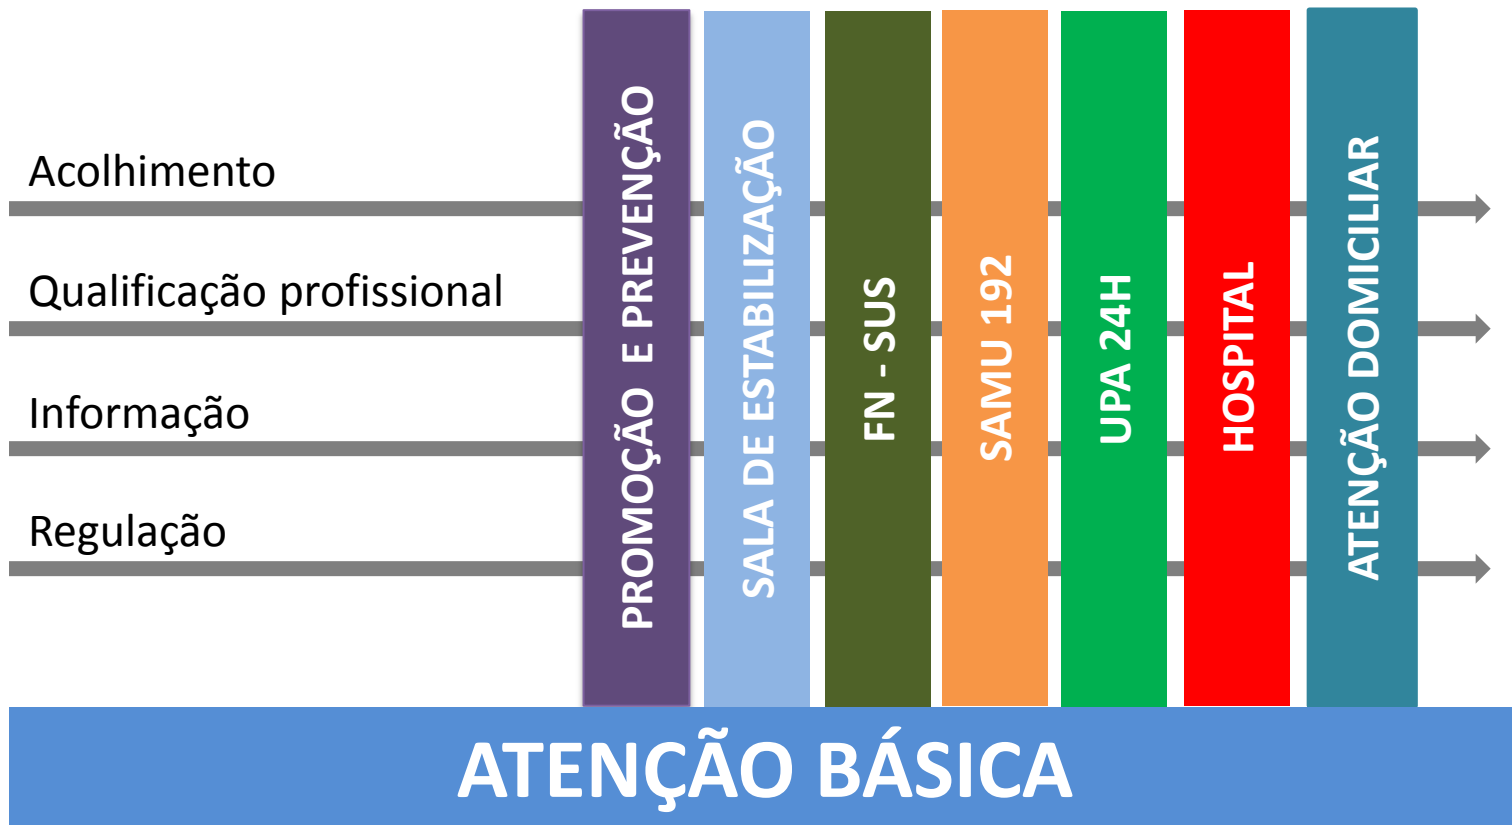 Acolhimento
Qualificação profissional
Informação
Regulação
PROMOÇÃO E PREVENÇÃO
SALA DE ESTABILIZAÇÃO
FN - SUS
SAMU 192
UPA 24H
HOSPITAL
ATENÇÃO DOMICILIAR
ATENÇÃO BÁSICA